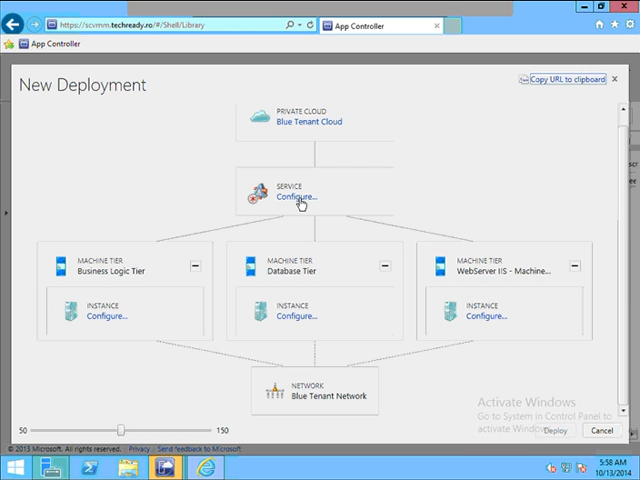 https://scvmm.techready.ro/#/Shell/Library
App Controller
App Controller
New Deployment
Copy URL to clipboard
PRIVATE CLOUD
Blue Tenant Cloud
SERVICE
Configure...
MACHINE TIER
Business Logic Tier
INSTANCE
Configure...
MACHINE TIER
Database Tier
INSTANCE
Configure...
MACHINE TIER
WebServer IIS - Machine...
INSTANCE
Configure...
NETWORK
Blue Tenant Network
50
150
Activate Windows
Go to System in Control Panel to
activate Windows.
Deploy
Cancel
© 2013 Microsoft. All rights reserved.
Privacy
Send feedback to Microsoft
5:58 AM
10/13/2014